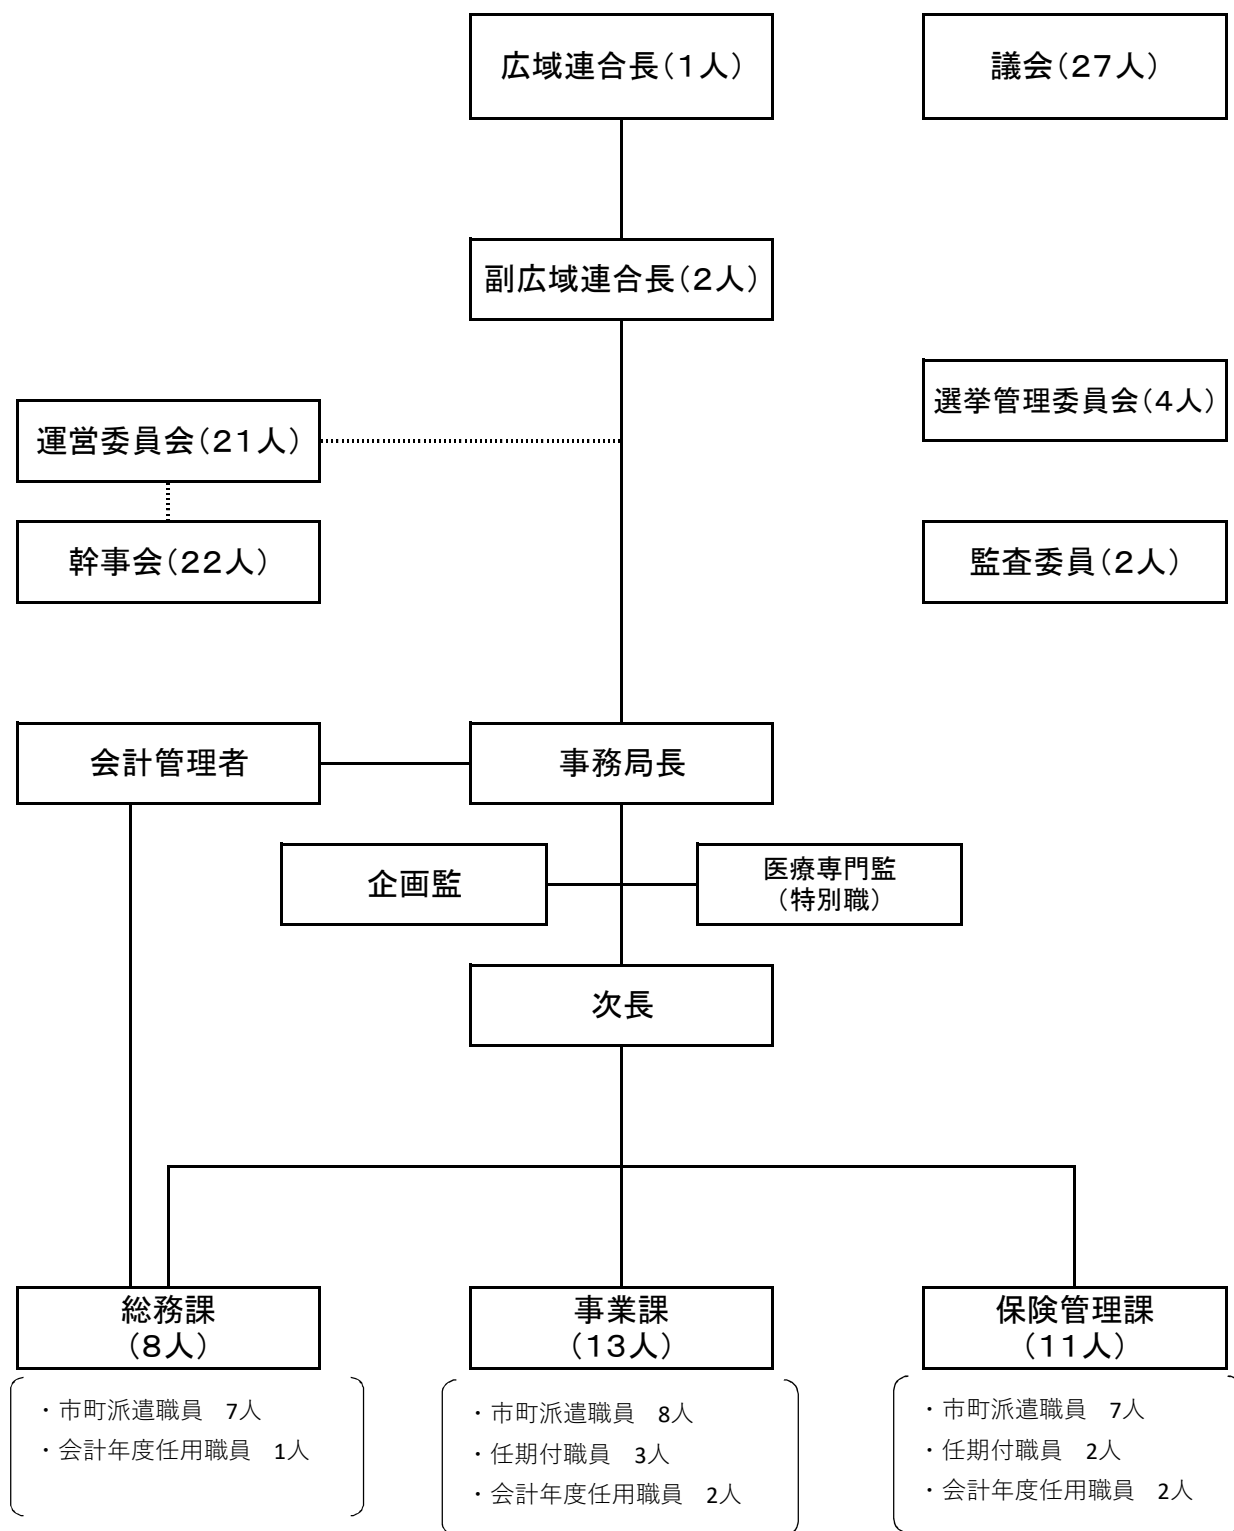 広域連合長（１人）
議会（２７人）
副広域連合長（２人）
選挙管理委員会（４人）
運営委員会（２１人）
幹事会（２２人）
監査委員（２人）
会計管理者
事務局長
企画監
医療専門監
（特別職）
次長
総務課
（８人）
事業課
（１３人）
保険管理課
（１１人）
・市町派遣職員　7人
・会計年度任用職員　1人
・市町派遣職員　8人
・任期付職員　3人
・会計年度任用職員　2人
・市町派遣職員　7人
・任期付職員　2人
・会計年度任用職員　2人